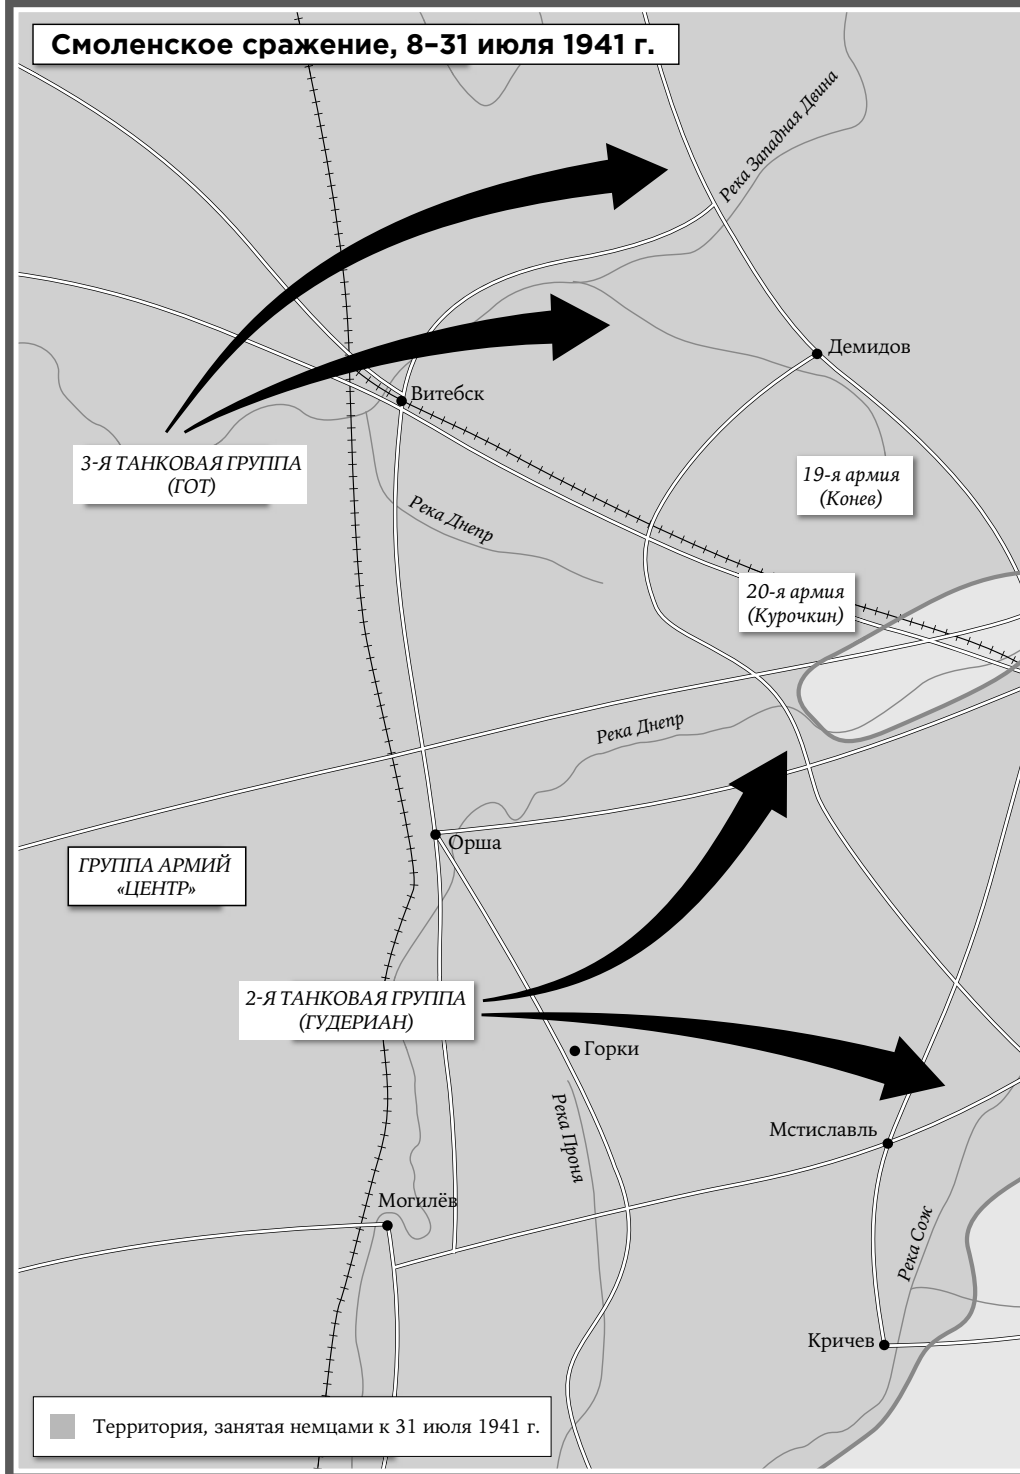 Смоленское сражение, 8–31 июля 1941 г.
Река Западная Двина
Демидов
Витебск
3-Я ТАНКОВАЯ ГРУППА
(ГОТ)
19-я армия
(Конев)
Река Днепр
20-я армия
(Курочкин)
Река Днепр
Орша
ГРУППА АРМИЙ
«ЦЕНТР»
2-Я ТАНКОВАЯ ГРУППА
(ГУДЕРИАН)
Горки
Река Проня
Мстиславль
Могилёв
Река Сож
Кричев
Территория, занятая немцами к 31 июля 1941 г.